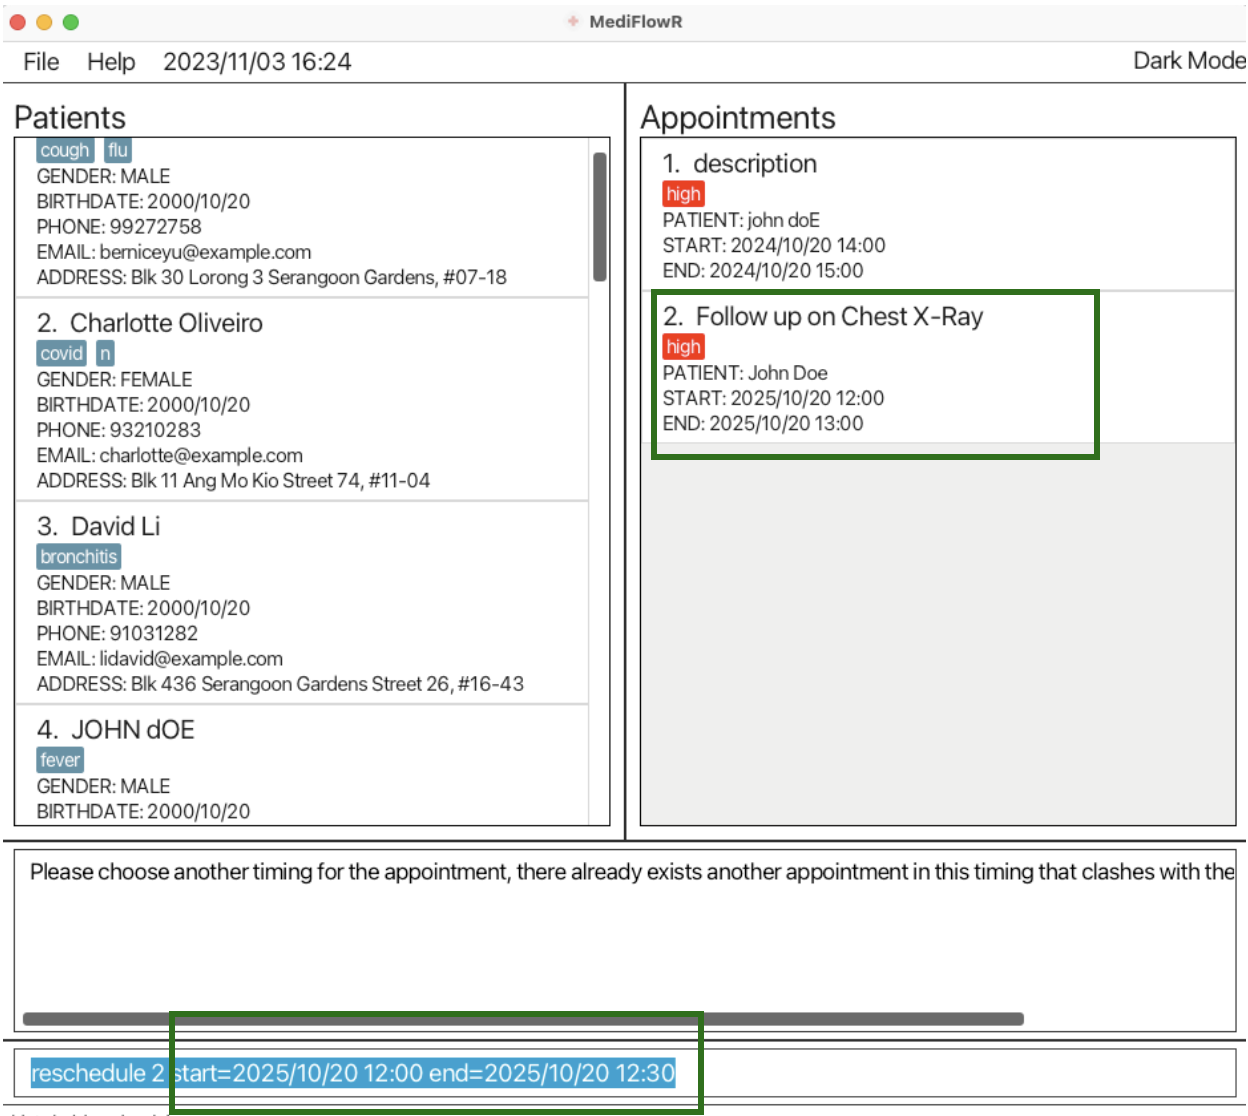 MediFlowR
File Help 2023/11/03 16:24 Dark Mode
Patients
cough flu
GENDER: MALE
BIRTHDATE: 2000/10/20
PHONE: 99272758
EMAIL: berniceyu@example.com
ADDRESS: Blk 30 Lorong 3 Serangoon Gardens, #07-18
2. Charlotte Oliveiro
covid n
GENDER: FEMALE
BIRTHDATE: 2000/10/20
PHONE: 93210283
EMAIL: charlotte@example.com
ADDRESS: Blk 11 Ang Mo Kio Street 74, #11-04
3. David Li
bronchitis
GENDER: MALE
BIRTHDATE: 2000/10/20
PHONE: 91031282
EMAIL: lidavid@example.com
ADDRESS: Blk 436 Serangoon Gardens Street 26, #16-43
4. JOHN dOE
fever
GENDER: MALE
BIRTHDATE: 2000/10/20
Appointments
1. description
high
PATIENT: john doE
START: 2024/10/20 14:00
END: 2024/10/20 15:00
2. Follow up on Chest X-Ray
high
PATIENT: John Doe
START: 2025/10/20 12:00
END: 2025/10/20 13:00
Please choose another timing for the appointment, there already exists another appointment in this timing that clashes with the
reschedule 2 start=2025/10/20 12:00 end=2025/10/20 12:30